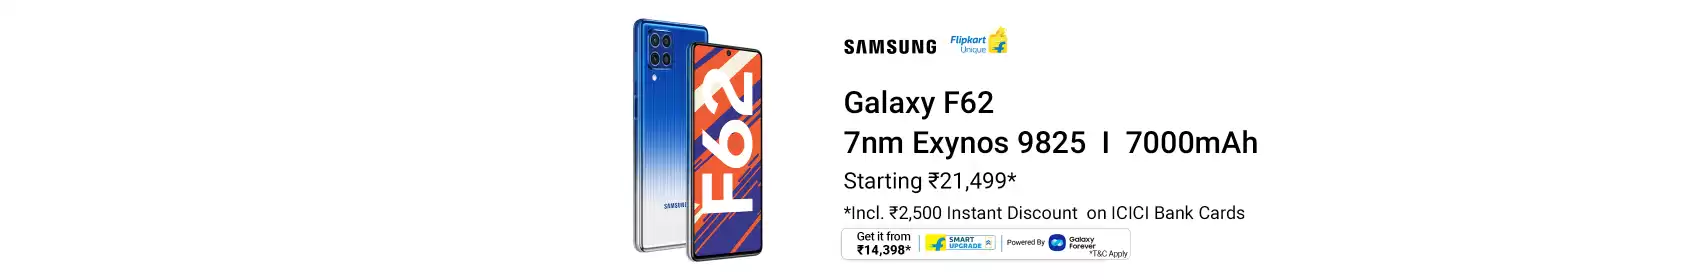 SAMSUNG
Flipkart
Unique
F62
SAMSUNG
Galaxy F62
7nm Exynos 9825 I 7000mAh
Starting ₹21,499*
*Incl. ₹2,500 Instant Discount on ICICI Bank Cards
Get it from
₹14,398*
SMART
UPGRADE
Powered By
Galaxy
Forever
*T&C Apply